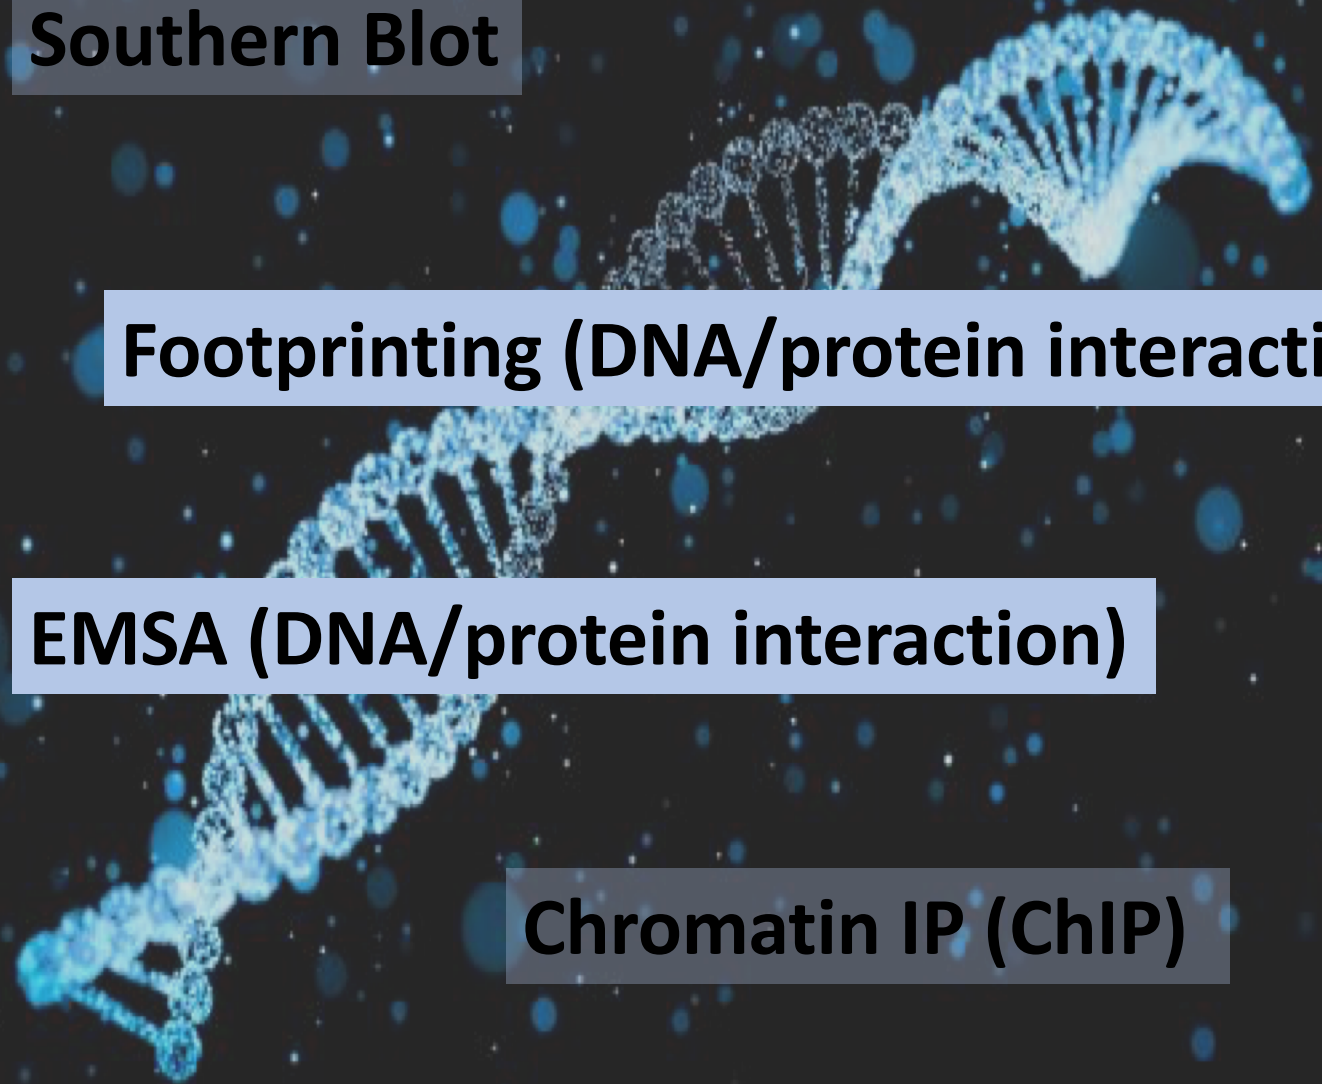 Southern Blot
Footprinting (DNA/protein interacti
EMSA (DNA/protein interaction)
Chromatin IP (ChIP)